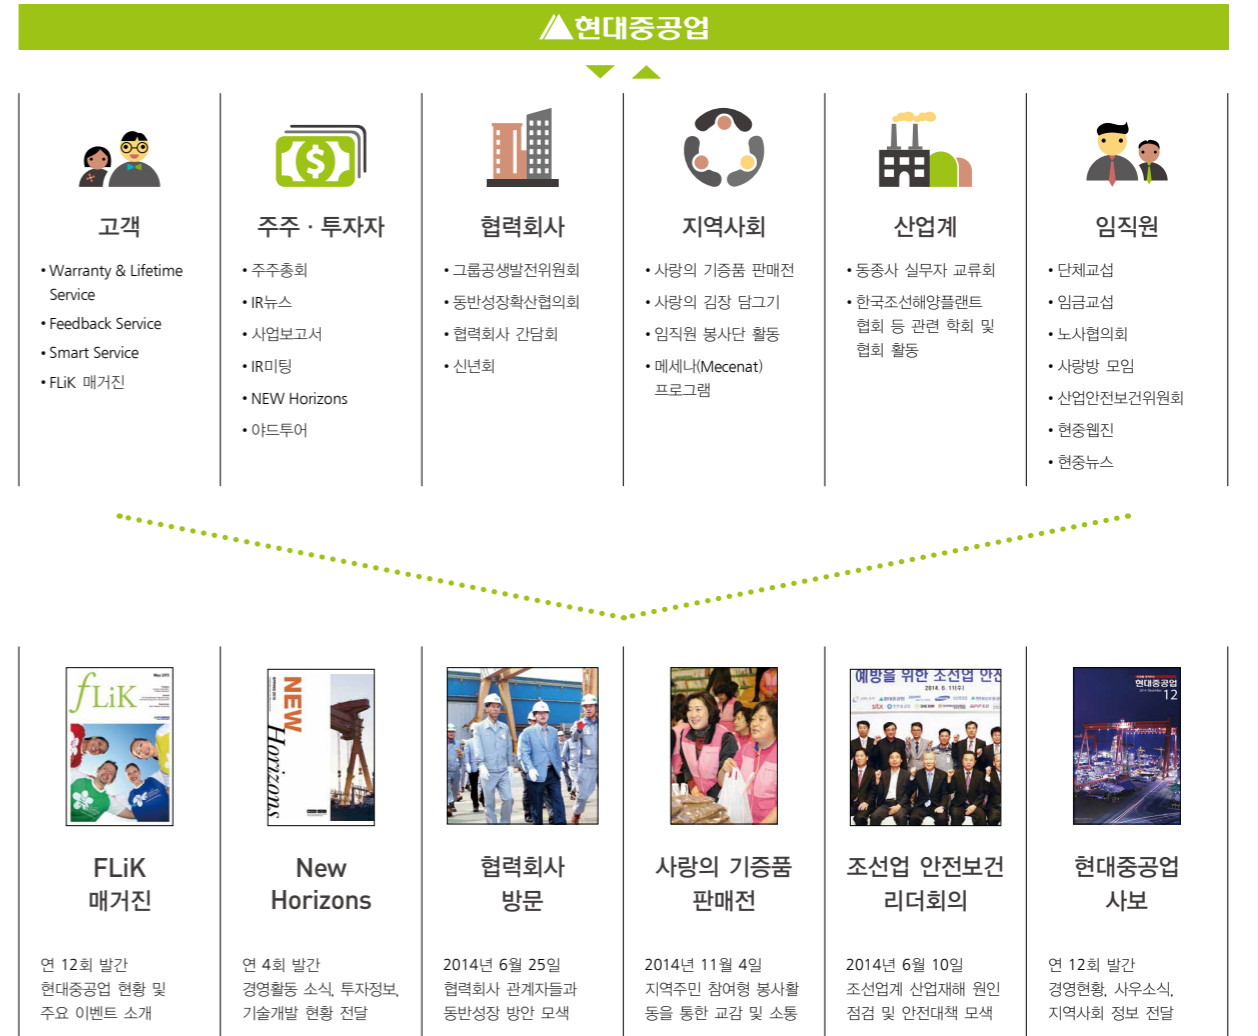 현대중공업
고객
• Warranty & Lifetime
Service
• Feedback Service
• Smart Service
• FLiK 매거진
주주 · 투자자
• 주주총회
• IR뉴스
• 사업보고서
• IR미팅
• NEW Horizons
• 야드투어
협력회사
• 그룹공생발전위원회
• 동반성장확산협의회
• 협력회사 간담회
• 신년회
지역사회
• 사랑의 기증품 판매전
• 사랑의 김장 담그기
• 임직원 봉사단 활동
• 메세나(Mecenat)
프로그램
산업계
• 동종사 실무자 교류회
• 한국조선해양플랜트
협회 등 관련 학회 및
협회 활동
임직원
• 단체교섭
• 임금교섭
• 노사협의회
• 사랑방 모임
• 산업안전보건위원회
• 현중웹진
• 현중뉴스
fLiK
NEW
Horizons
예방을 위한 조선업 안전
2014. 6. 11(수)
stx
현대중공업
12
FLiK
매거진
연 12회 발간
현대중공업 현황 및
주요 이벤트 소개
New
Horizons
연 4회 발간
경영활동 소식, 투자정보,
기술개발 현황 전달
협력회사
방문
2014년 6월 25일
협력회사 관계자들과
동반성장 방안 모색
사랑의 기증품
판매전
2014년 11월 4일
지역주민 참여형 봉사활
동을 통한 교감 및 소통
조선업 안전보건
리더회의
2014년 6월 10일
조선업계 산업재해 원인
점검 및 안전대책 모색
현대중공업
사보
연 12회 발간
경영현황, 사우소식,
지역사회 정보 전달